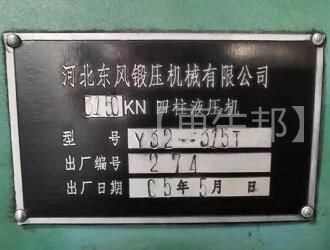 河北东风锻压机械有限公司
3150KN 四柱液压机
型 号 Y32--315T
出厂编号 274
出厂日期 05年5月 日